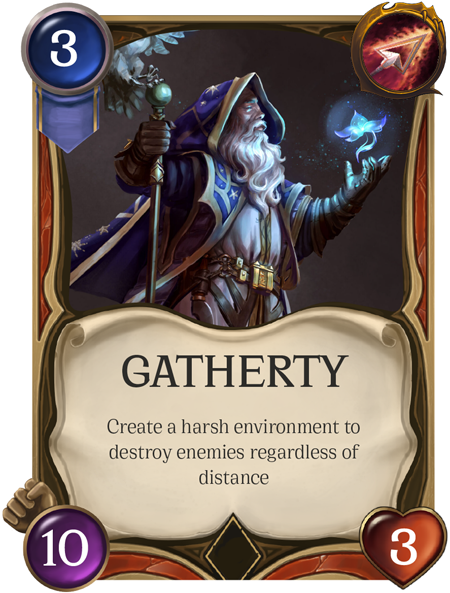 3
GATHERTY
Create a harsh environment to
destroy enemies regardless of
distance
10
3